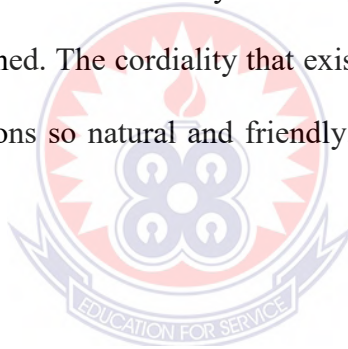 ned. The cordiality that exis
ons so natural and friendly
EDUCATION FOR SERVICE